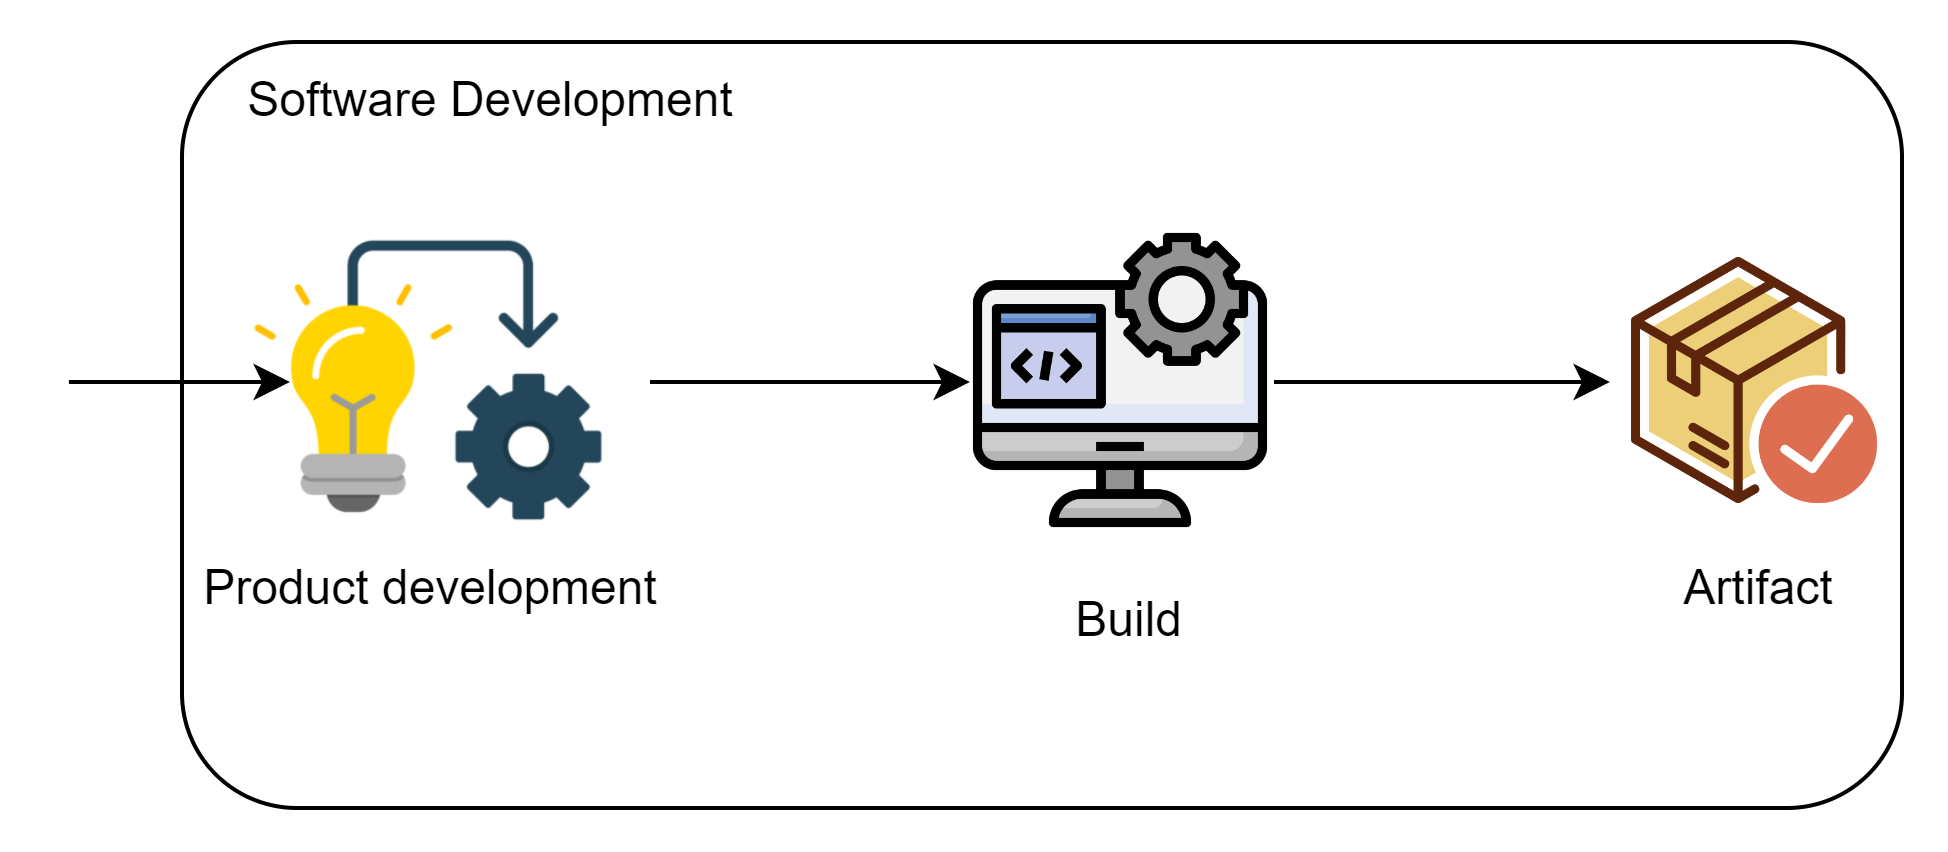 Software Development
Product development
Build
Artifact